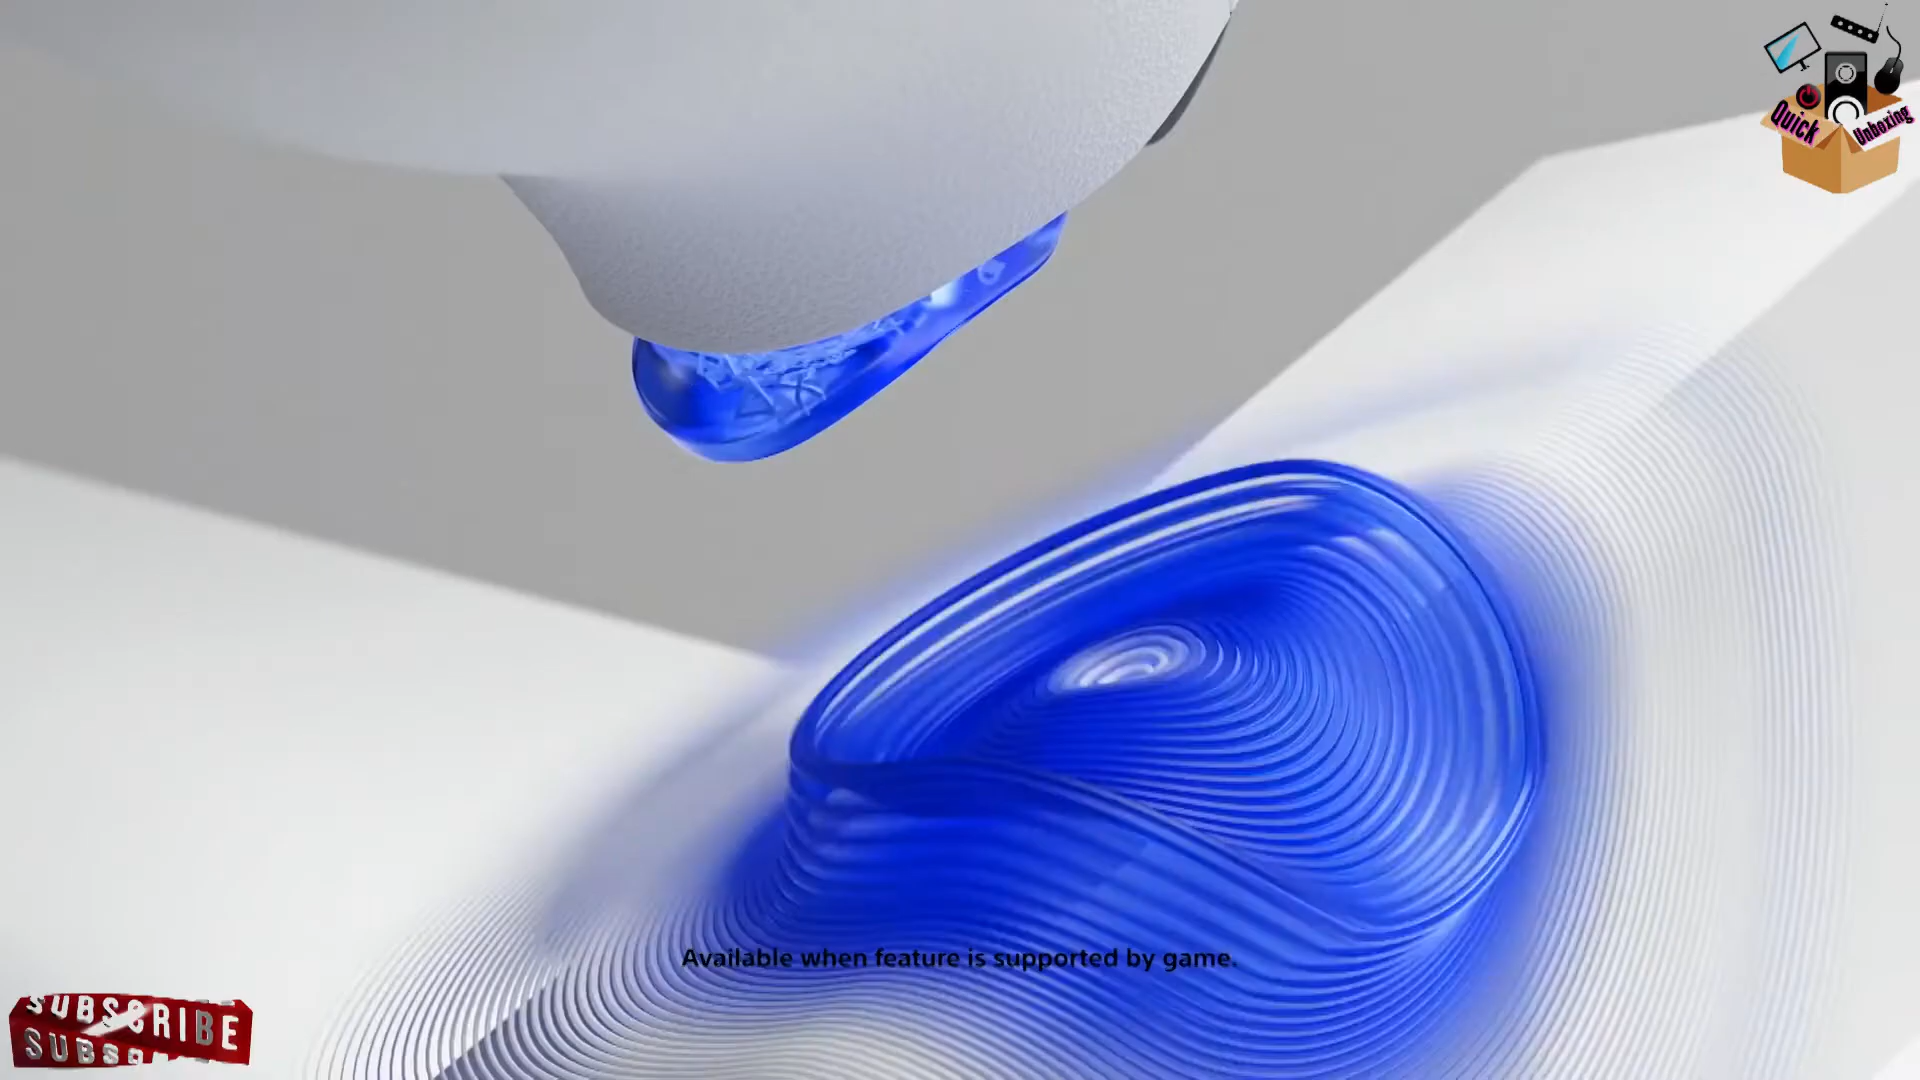 Quick
Unboxing
Available when feature is supported by game.
SUBSCRIBE